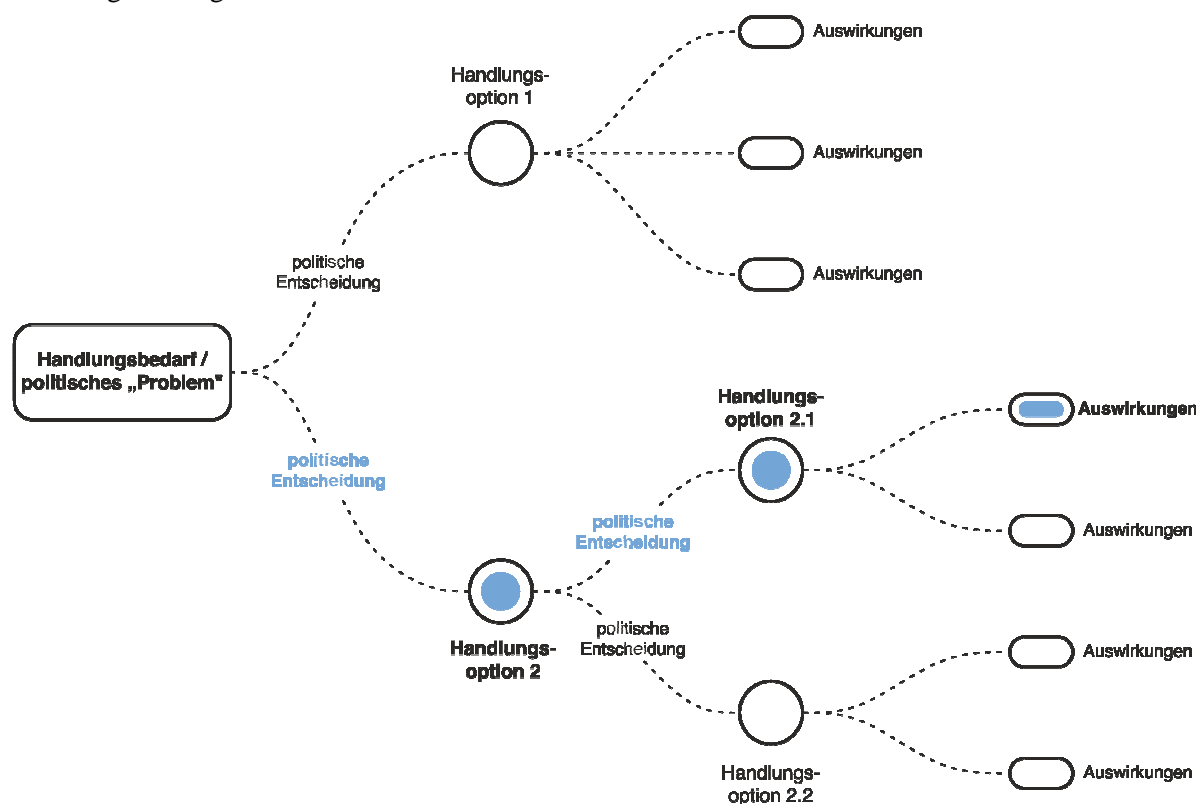 Auswirkungen
Handlungs-
option 1
Auswirkungen
politische
Entscheidung
Auswirkungen
Handlungsbedarf /
politisches „Problem“
Handlungs-
option 2.1
Auswirkungen
politische
Entscheidung
politische
Entscheidung
Auswirkungen
politische
Entscheidung
Handlungs-
option 2
Auswirkungen
Handlungs-
option 2.2
Auswirkungen